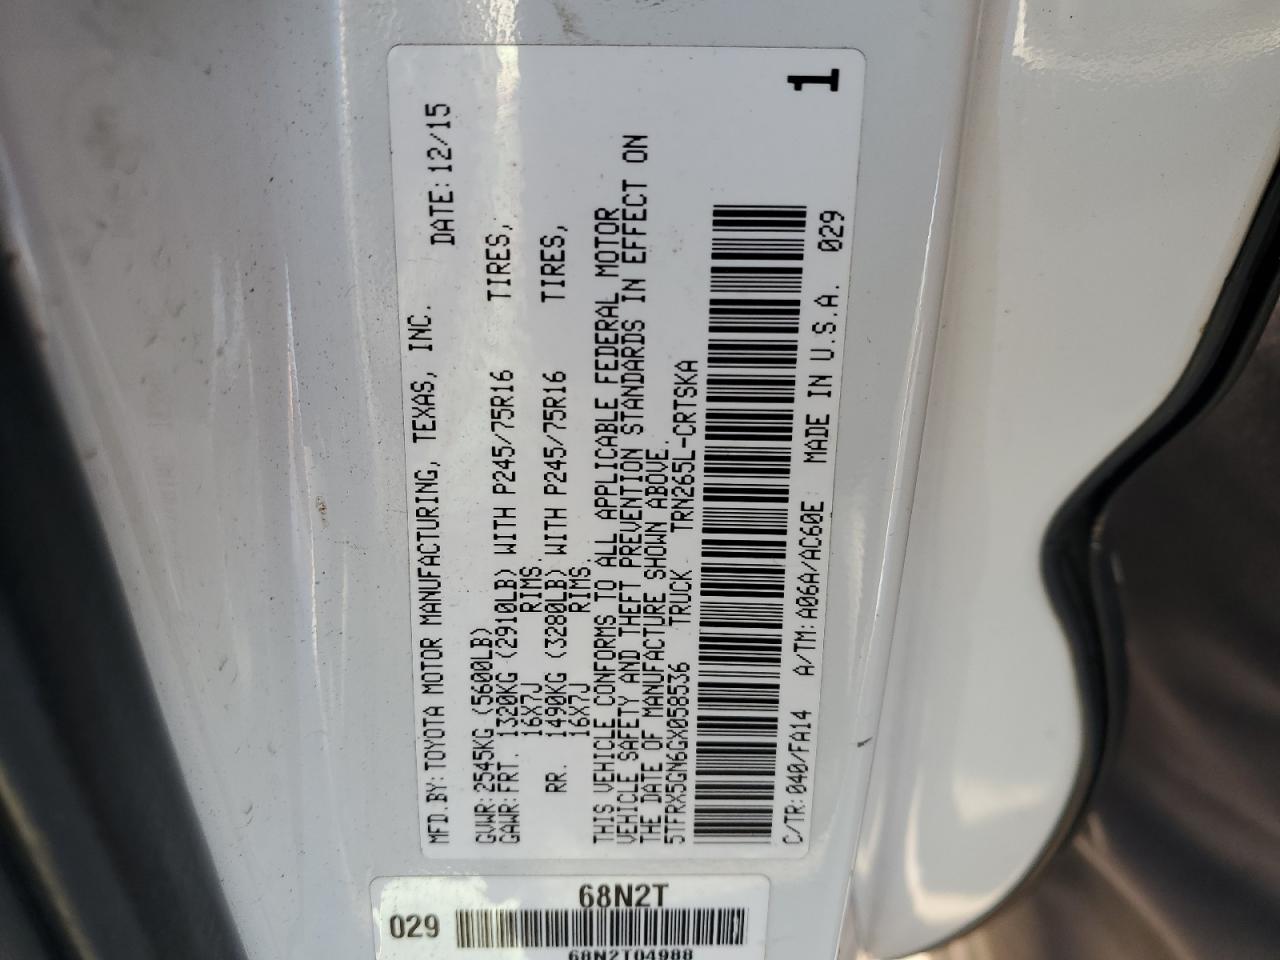 MFD.BY:TOYOTA MOTOR MANUFACTURING, TEXAS, INC. DATE:12/15
GVWR:2545KG (5600LB)
GAWR:FRT. 1320KG (2910LB) WITH P245/75R16 TIRES,
16X7J RIMS.
RR. 1490KG (3280LB) WITH P245/75R16 TIRES,
16X7J RIMS.
THIS VEHICLE CONFORMS TO ALL APPLICABLE FEDERAL MOTOR
VEHICLE SAFETY AND THEFT PREVENTION STANDARDS IN EFFECT ON
THE DATE OF MANUFACTURE SHOWN ABOVE.
5TFRX5GN6GX058536 TRUCK TRN265L-CRTSKA
C/TR:040/FA14 A/TM:A06A/AC60E MADE IN U.S.A. 029
1
68N2T
029
68N2T04988